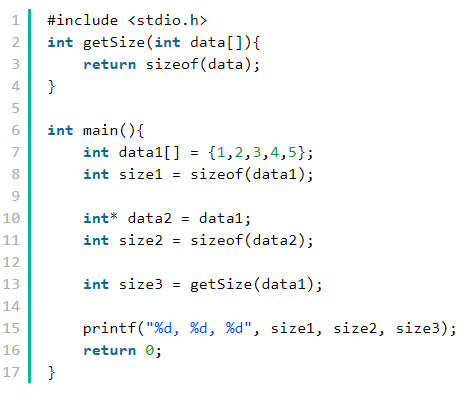 1 #include <stdio.h>
2 int getSize(int data[]){
3     return sizeof(data);
4 }
5
6 int main(){
7     int data1[] = {1,2,3,4,5};
8     int size1 = sizeof(data1);
9
10     int* data2 = data1;
11     int size2 = sizeof(data2);
12
13     int size3 = getSize(data1);
14
15     printf("%d, %d, %d", size1, size2, size3);
16     return 0;
17 }